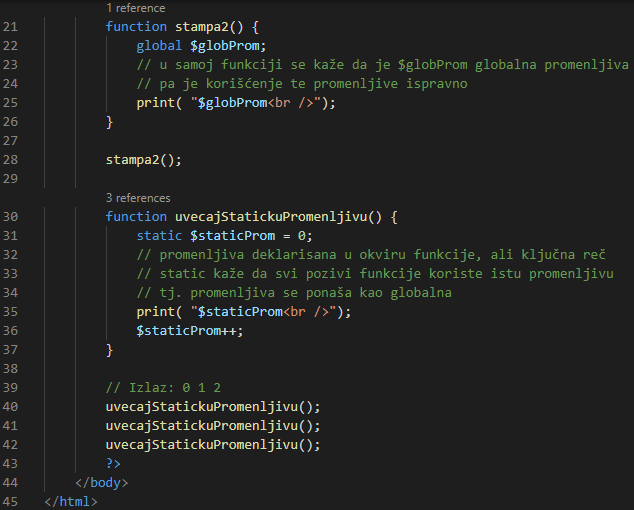 1 reference
21 function stampa2() {
22 global $globProm;
23 // u samoj funkciji se kaže da je $globProm globalna promenljiva
24 // pa je korišćenje te promenljive ispravno
25 print( "$globProm<br />");
26 }
27
28 stampa2();
29
3 references
30 function uvecajStatickuPromenljivu() {
31 static $staticProm = 0;
32 // promenljiva deklarisana u okviru funkcije, ali ključna reč
33 // static kaže da svi pozivi funkcije koriste istu promenljivu
34 // tj. promenljiva se ponaša kao globalna
35 print( "$staticProm<br />");
36 $staticProm++;
37 }
38
39 // Izlaz: 0 1 2
40 uvecajStatickuPromenljivu();
41 uvecajStatickuPromenljivu();
42 uvecajStatickuPromenljivu();
43 ?>
44 </body>
45 </html>